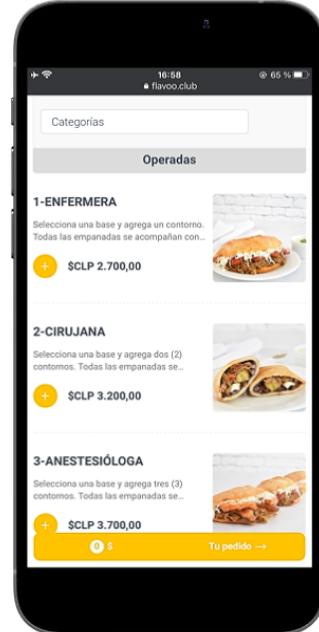 16:58
65 %
flavoo.club
Categorías
Operadas
1-ENFERMERA
Selecciona una base y agrega un contorno.
Todas las empanadas se acompañan con...
+ $CLP 2.700,00
2-CIRUJANA
Selecciona una base y agrega dos (2)
contornos. Todas las empanadas se...
+ $CLP 3.200,00
3-ANESTESIÓLOGA
Selecciona una base y agrega tres (3)
contornos. Todas las empanadas se...
+ $CLP 3.700,00
0 $ Tu pedido →